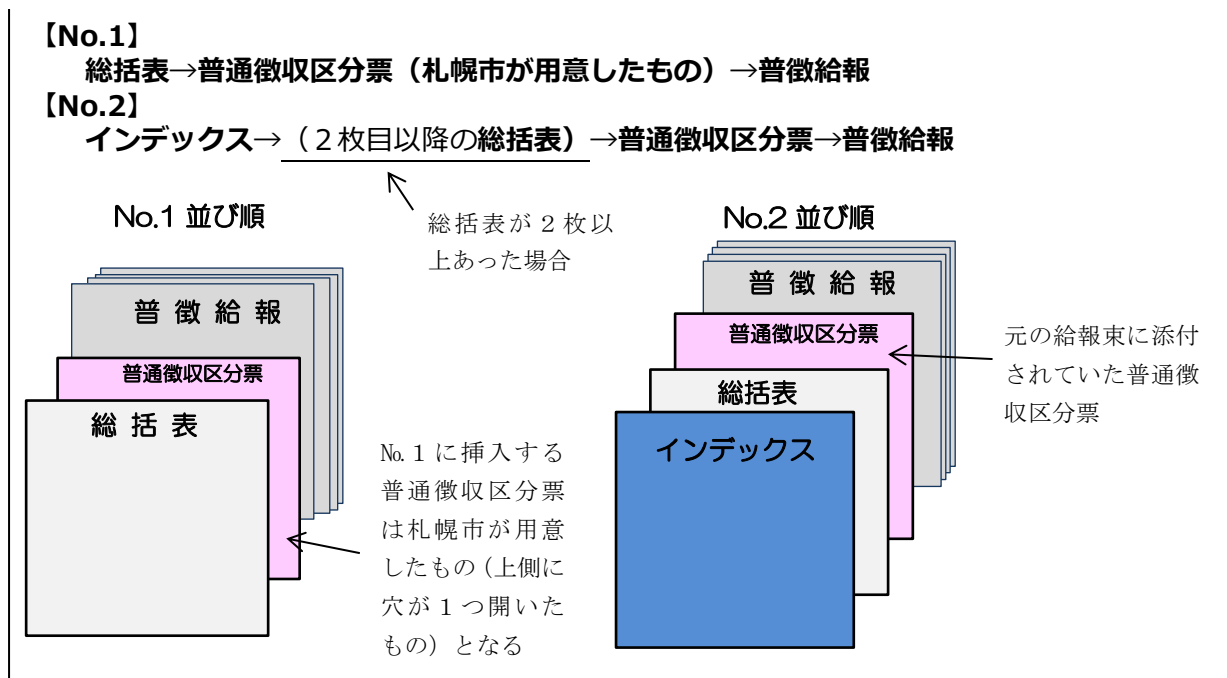 【No.1】
総括表→普通徴収区分票（札幌市が用意したもの）→普徴給報
【No.2】
インデックス→（２枚目以降の総括表）→普通徴収区分票→普徴給報
No.1 並び順
総括表が２枚以
上あった場合
No.2 並び順
普 徴 給 報
普通徴収区分票
総 括 表
№１に挿入する
普通徴収区分票
は札幌市が用意
したもの（上側に
穴が１つ開いた
もの）となる
普 徴 給 報
普通徴収区分票
総括表
インデックス
元の給報束に添付
されていた普通徴
収区分票